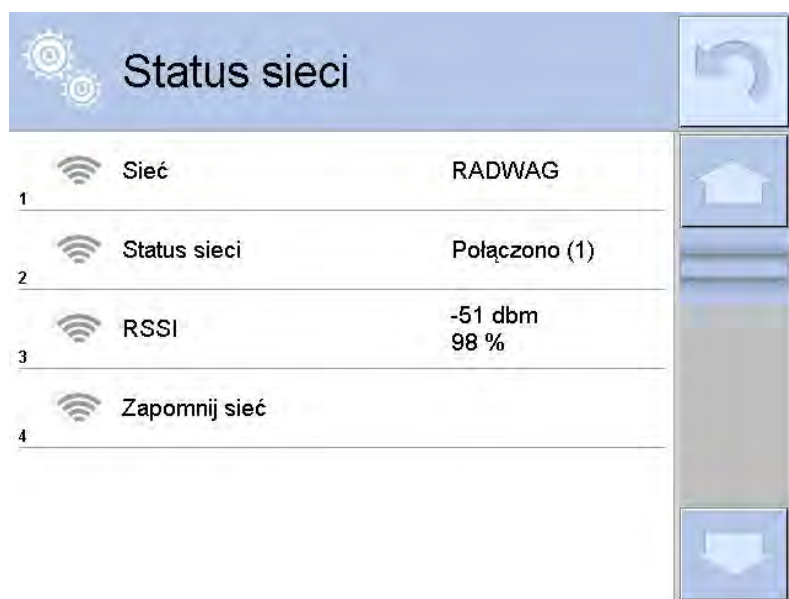 Status sieci
Sieć RADWAG
1
Status sieci Połączono (1)
2
RSSI -51 dbm
98 %
3
Zapomnij sieć
4